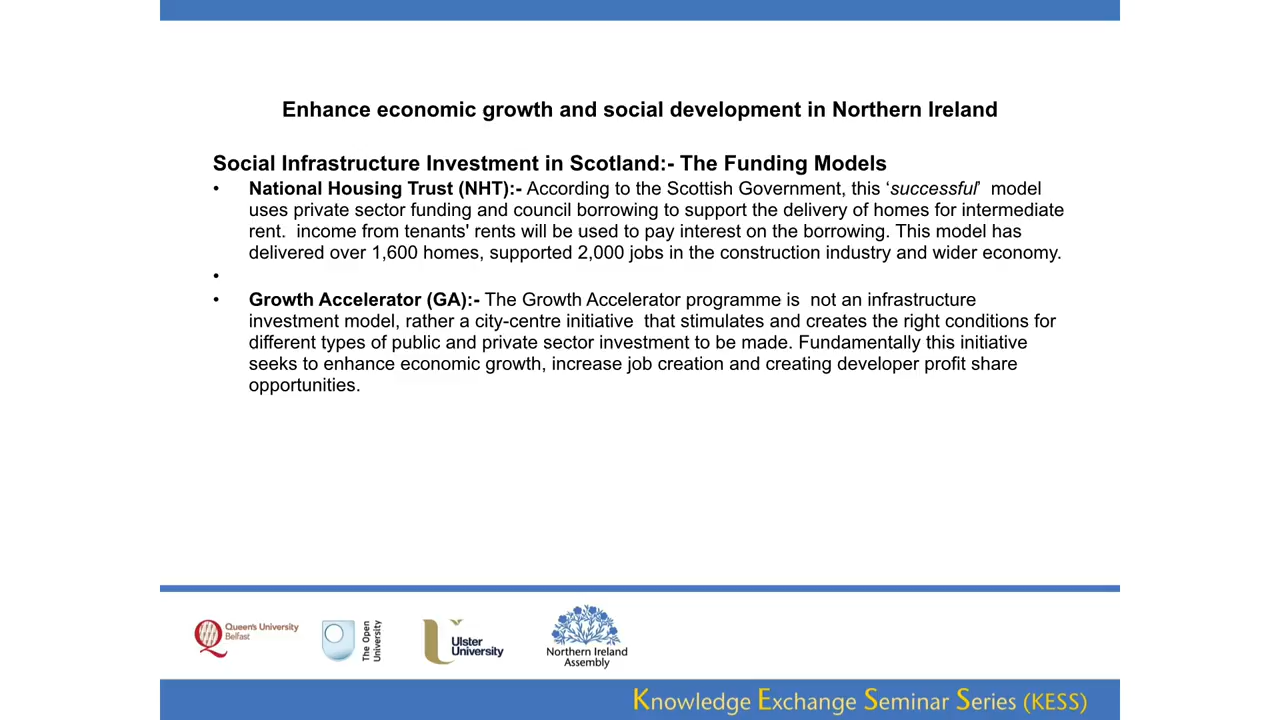 Enhance economic growth and social development in Northern Ireland
Social Infrastructure Investment in Scotland:- The Funding Models
• National Housing Trust (NHT):- According to the Scottish Government, this ‘successful’  model
uses private sector funding and council borrowing to support the delivery of homes for intermediate
rent.  income from tenants' rents will be used to pay interest on the borrowing. This model has
delivered over 1,600 homes, supported 2,000 jobs in the construction industry and wider economy.
•
• Growth Accelerator (GA):- The Growth Accelerator programme is  not an infrastructure
investment model, rather a city-centre initiative  that stimulates and creates the right conditions for
different types of public and private sector investment to be made. Fundamentally this initiative
seeks to enhance economic growth, increase job creation and creating developer profit share
opportunities.
Queen's University
Belfast
The Open
University
Ulster
University
Northern Ireland
Assembly
Knowledge Exchange Seminar Series (KESS)